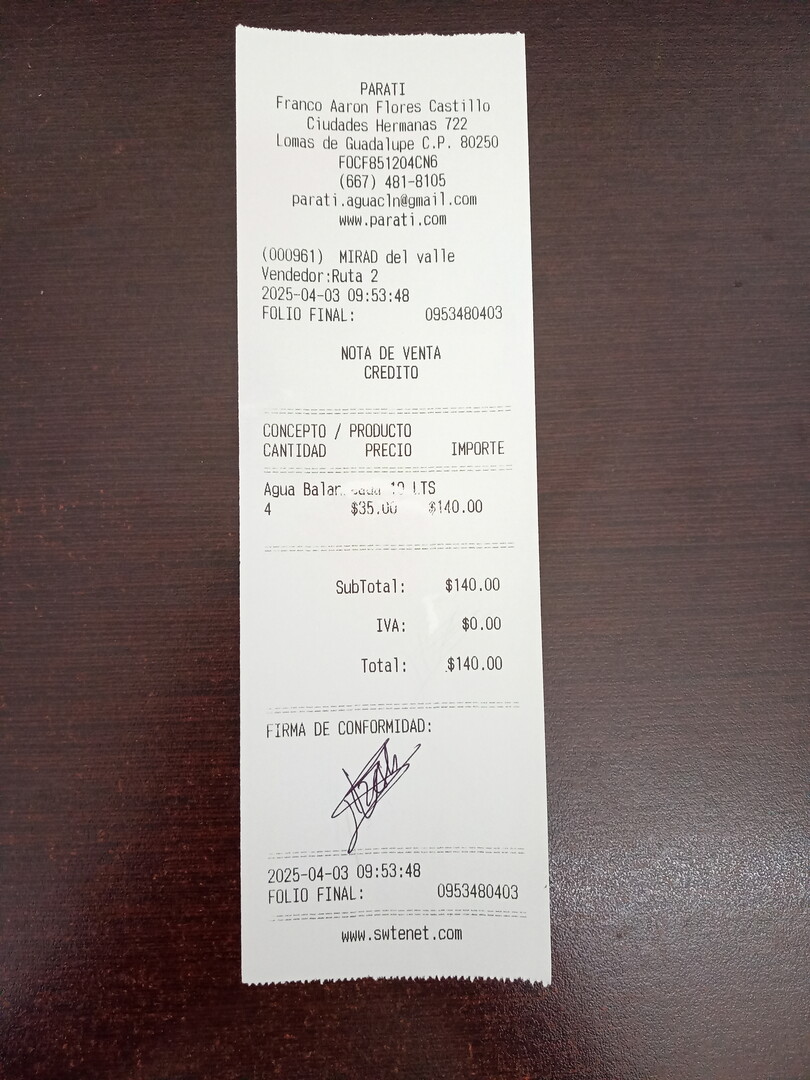 PARATI
Franco Aaron Flores Castillo
Ciudades Hermanas 722
Lomas de Guadalupe C.P. 80250
FOCF851204CN6
(667) 481-8105
parati.aguacln@gmail.com
www.parati.com
(000961) MIRAD del valle
Vendedor:Ruta 2
2025-04-03 09:53:48
FOLIO FINAL: 0953480403
NOTA DE VENTA
CREDITO
CONCEPTO / PRODUCTO
CANTIDAD PRECIO IMPORTE
Agua LTS
4 $35.00 $140.00
SubTotal: $140.00
IVA: $0.00
Total: $140.00
FIRMA DE CONFORMIDAD:
2025-04-03 09:53:48
FOLIO FINAL: 0953480403
www.swtenet.com